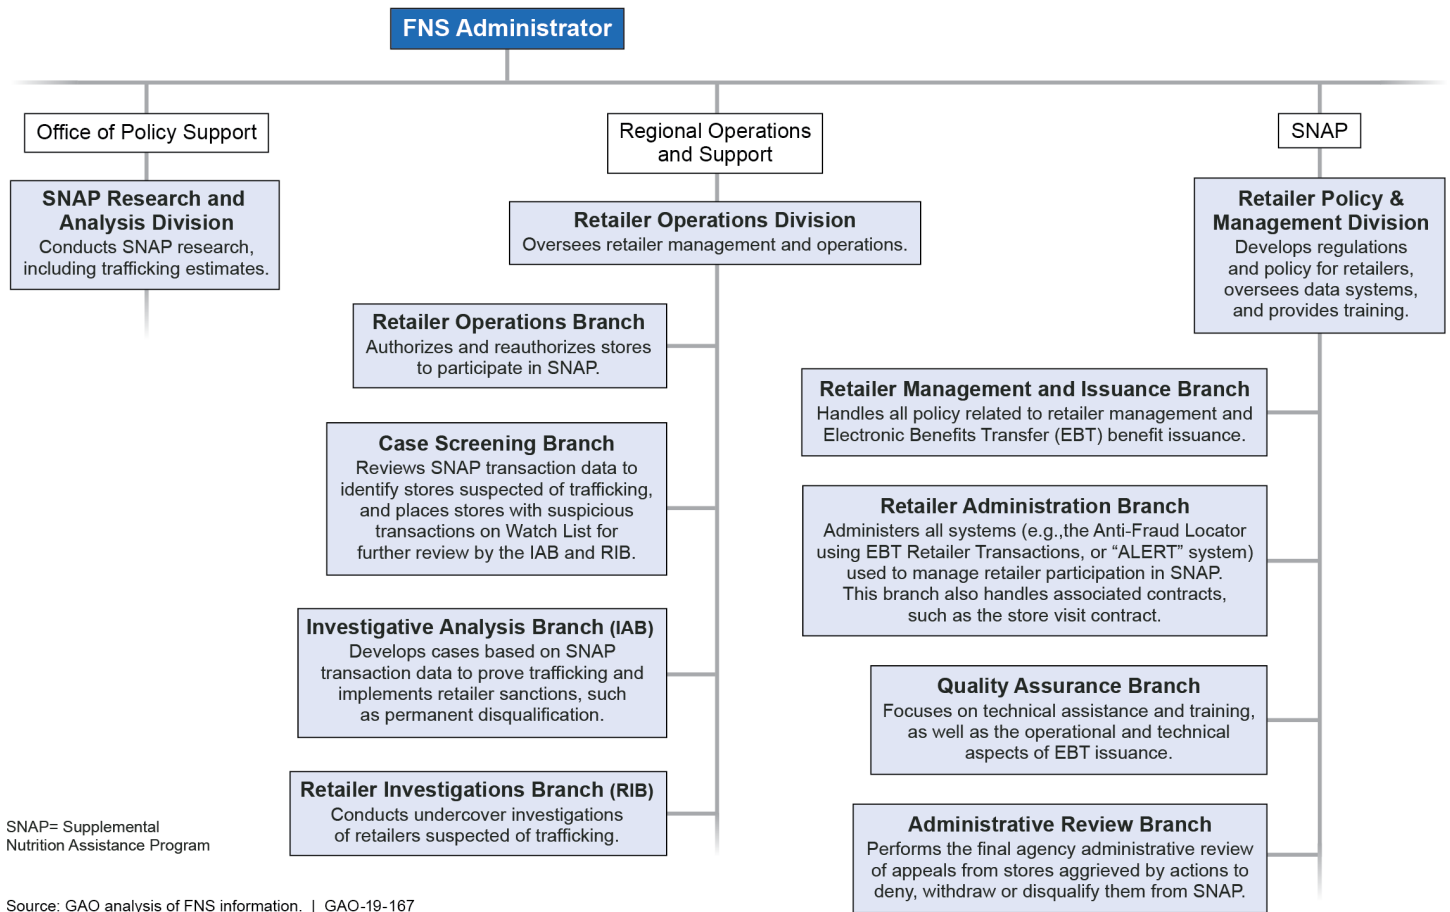 FNS Administrator
Office of Policy Support
SNAP Research and
Analysis Division
Conducts SNAP research,
including trafficking estimates.
Regional Operations
and Support
Retailer Operations Division
Oversees retailer management and operations.
Retailer Operations Branch
Authorizes and reauthorizes stores
to participate in SNAP.
Case Screening Branch
Reviews SNAP transaction data to
identify stores suspected of trafficking,
and places stores with suspicious
transactions on Watch List for
further review by the IAB and RIB.
Investigative Analysis Branch (IAB)
Develops cases based on SNAP
transaction data to prove trafficking and
implements retailer sanctions, such
as permanent disqualification.
Retailer Investigations Branch (RIB)
Conducts undercover investigations
of retailers suspected of trafficking.
SNAP
Retailer Policy &
Management Division
Develops regulations
and policy for retailers,
oversees data systems,
and provides training.
Retailer Management and Issuance Branch
Handles all policy related to retailer management and
Electronic Benefits Transfer (EBT) benefit issuance.
Retailer Administration Branch
Administers all systems (e.g.,the Anti-Fraud Locator
using EBT Retailer Transactions, or “ALERT” system)
used to manage retailer participation in SNAP.
This branch also handles associated contracts,
such as the store visit contract.
Quality Assurance Branch
Focuses on technical assistance and training,
as well as the operational and technical
aspects of EBT issuance.
Administrative Review Branch
Performs the final agency administrative review
of appeals from stores aggrieved by actions to
deny, withdraw or disqualify them from SNAP.
SNAP= Supplemental
Nutrition Assistance Program
Source: GAO analysis of FNS information. | GAO-19-167